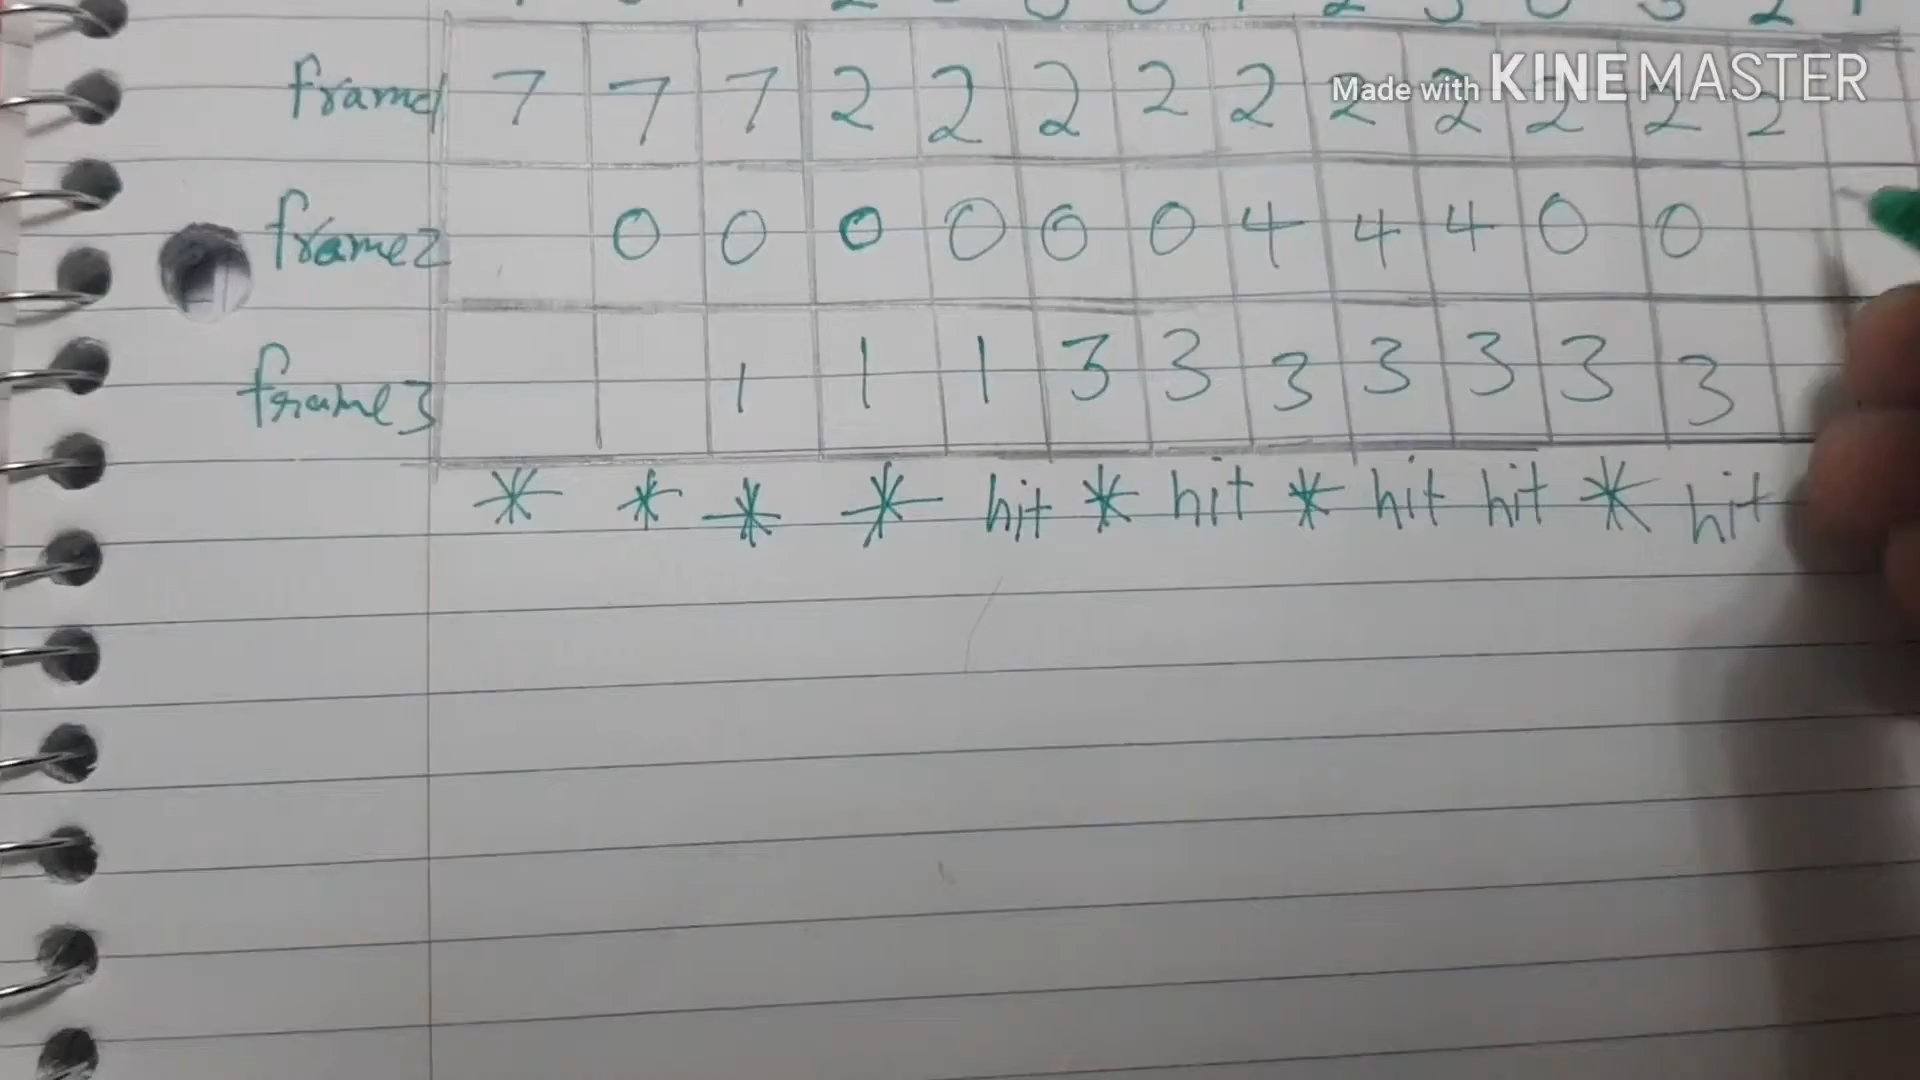 Made with KINEMASTER
frame1 7 7 7 2 2 2 2 2 2 2 2 2 2
frame2 0 0 0 0 0 0 4 4 4 0 0
frame3 1 1 1 3 3 3 3 3 3 3
* * * * hit * hit * hit hit * hit